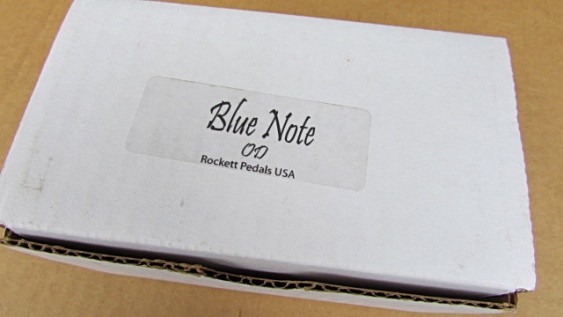 Blue Note
OD
Rockett Pedals USA